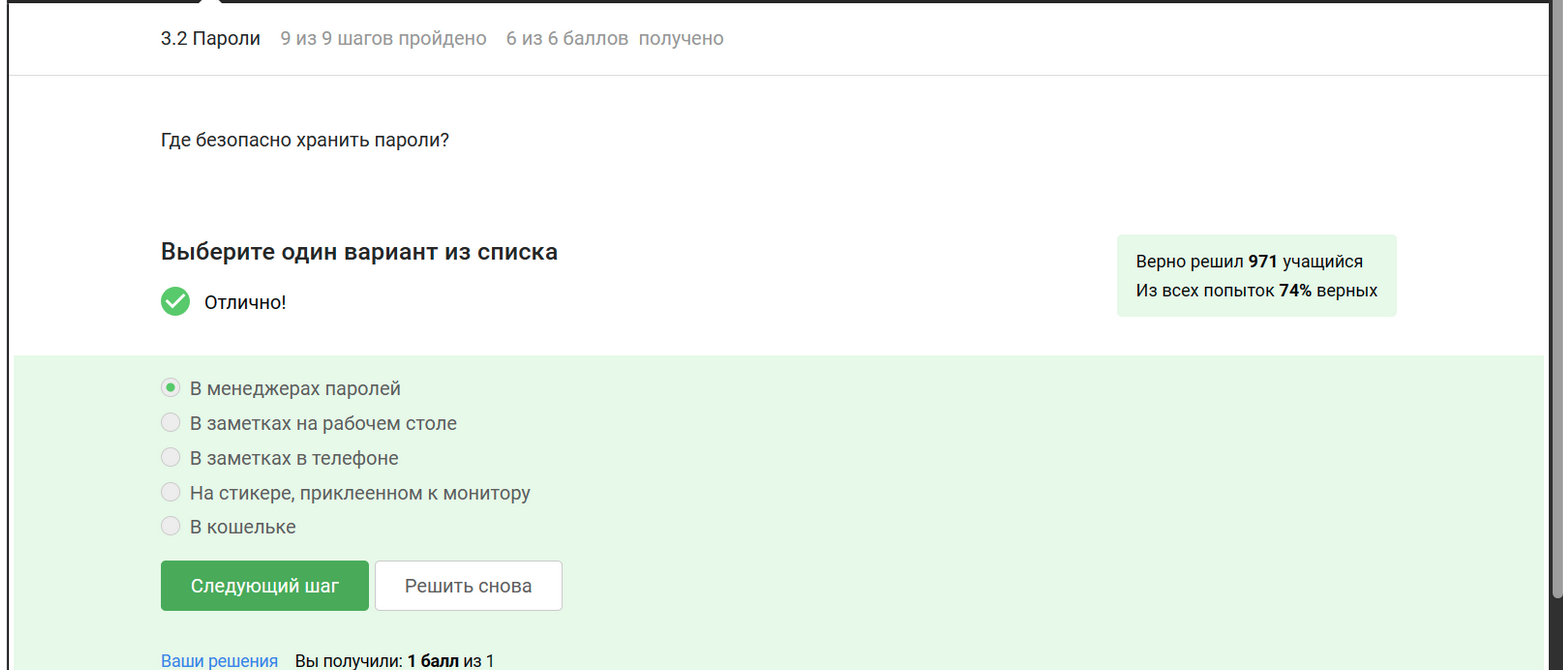 3.2 Пароли 9 из 9 шагов пройдено 6 из 6 баллов получено
Где безопасно хранить пароли?
Выберите один вариант из списка
Отлично!
Верно решил 971 учащийся
Из всех попыток 74% верных
В менеджерах паролей
В заметках на рабочем столе
В заметках в телефоне
На стикере, приклеенном к монитору
В кошельке
Следующий шаг Решить снова
Ваши решения Вы получили: 1 балл из 1